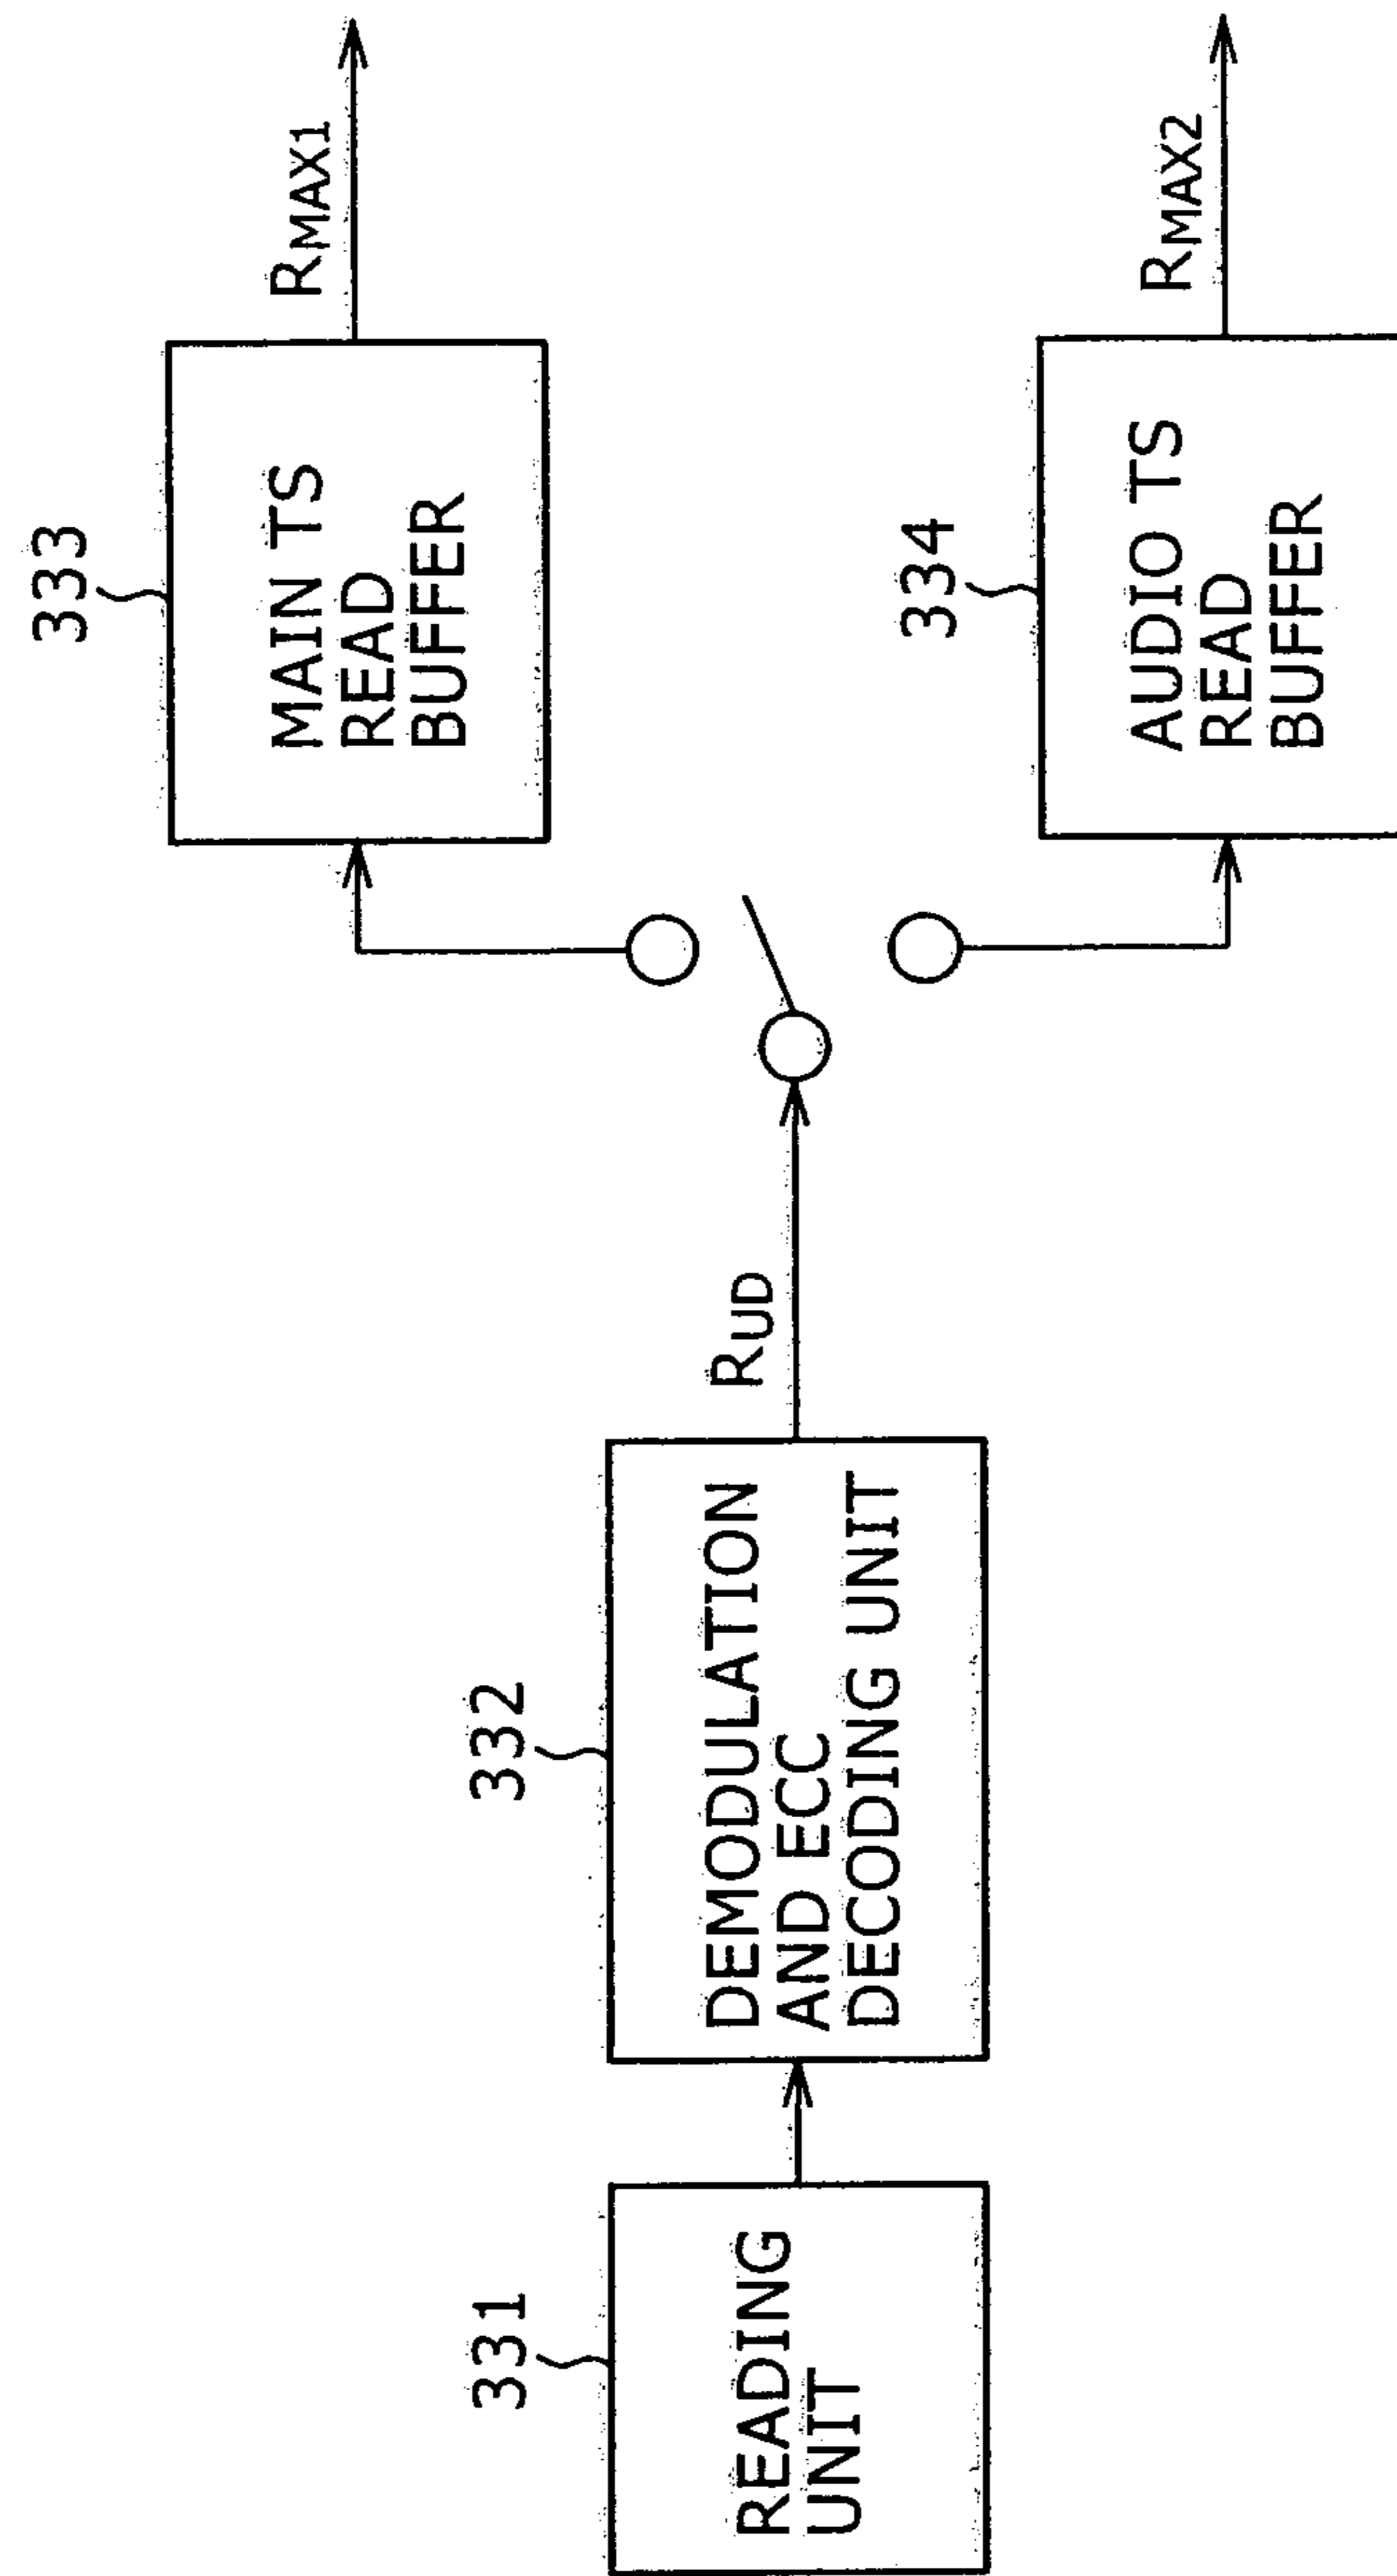 331
READING
UNIT
332
DEMODULATION
AND ECC
DECODING UNIT
RUD
333
MAIN TS
READ
BUFFER
RMAX1
334
AUDIO TS
READ
BUFFER
RMAX2